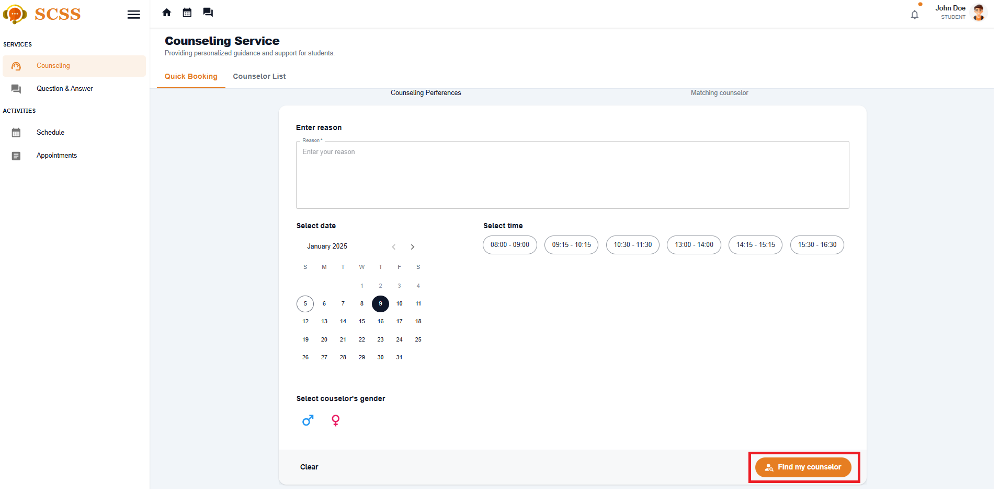 SCSS
John Doe
STUDENT
SERVICES
Counseling
Question & Answer
ACTIVITIES
Schedule
Appointments
Counseling Service
Providing personalized guidance and support for students.
Quick Booking Counselor List
Counseling Perferences Matching counselor
Enter reason
Reason *
Enter your reason
Select date
January 2025
S M T W T F S
1 2 3 4
5 6 7 8 9 10 11
12 13 14 15 16 17 18
19 20 21 22 23 24 25
26 27 28 29 30 31
Select time
08:00 - 09:00 09:15 - 10:15 10:30 - 11:30 13:00 - 14:00 14:15 - 15:15 15:30 - 16:30
Select couselor's gender
Clear
Find my counselor